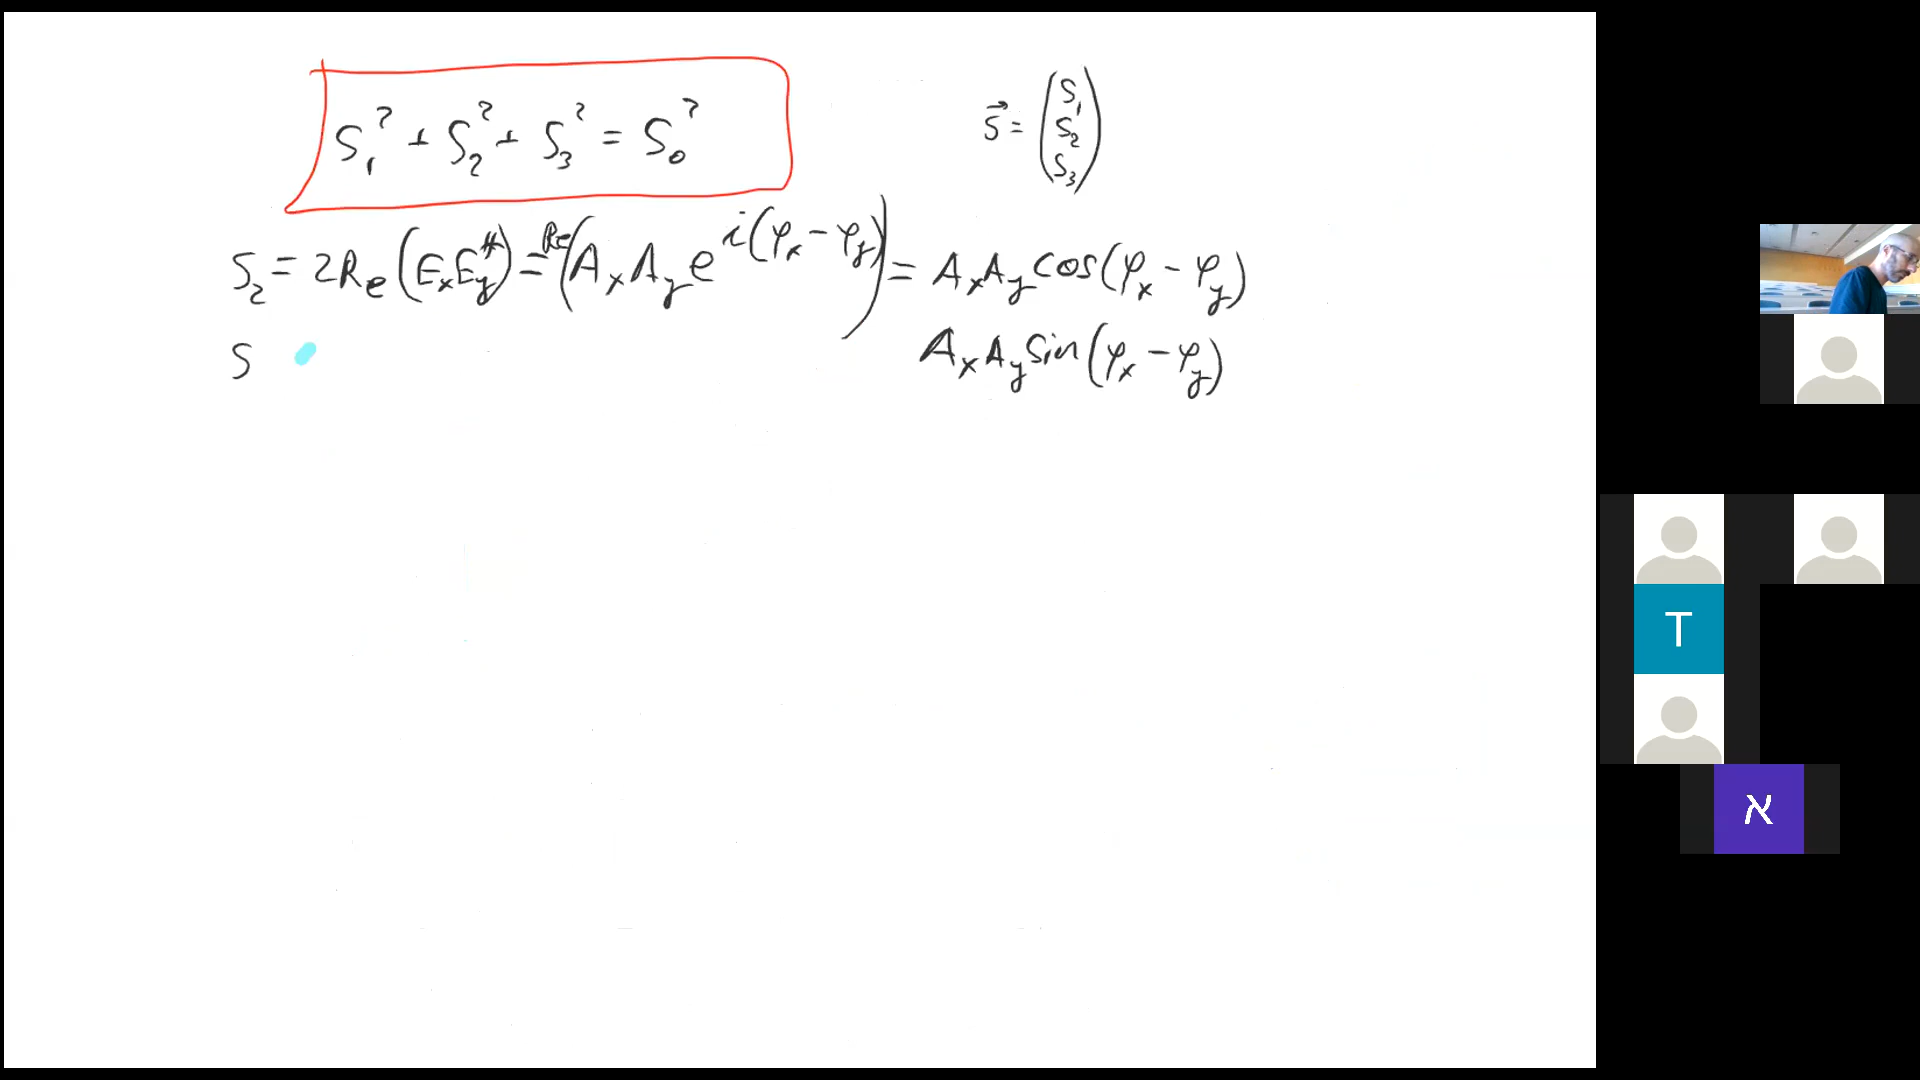 S₁² + S₂² + S₃² = S₀²
S⃗ = (S₁ S₂ S₃)
S₂ = 2Re(EₓE_y*) = Re(AₓA_y e^{i(φₓ - φ_y)}) = AₓA_y cos(φₓ - φ_y)
S AₓA_y Sin(φₓ - φ_y)
T
א